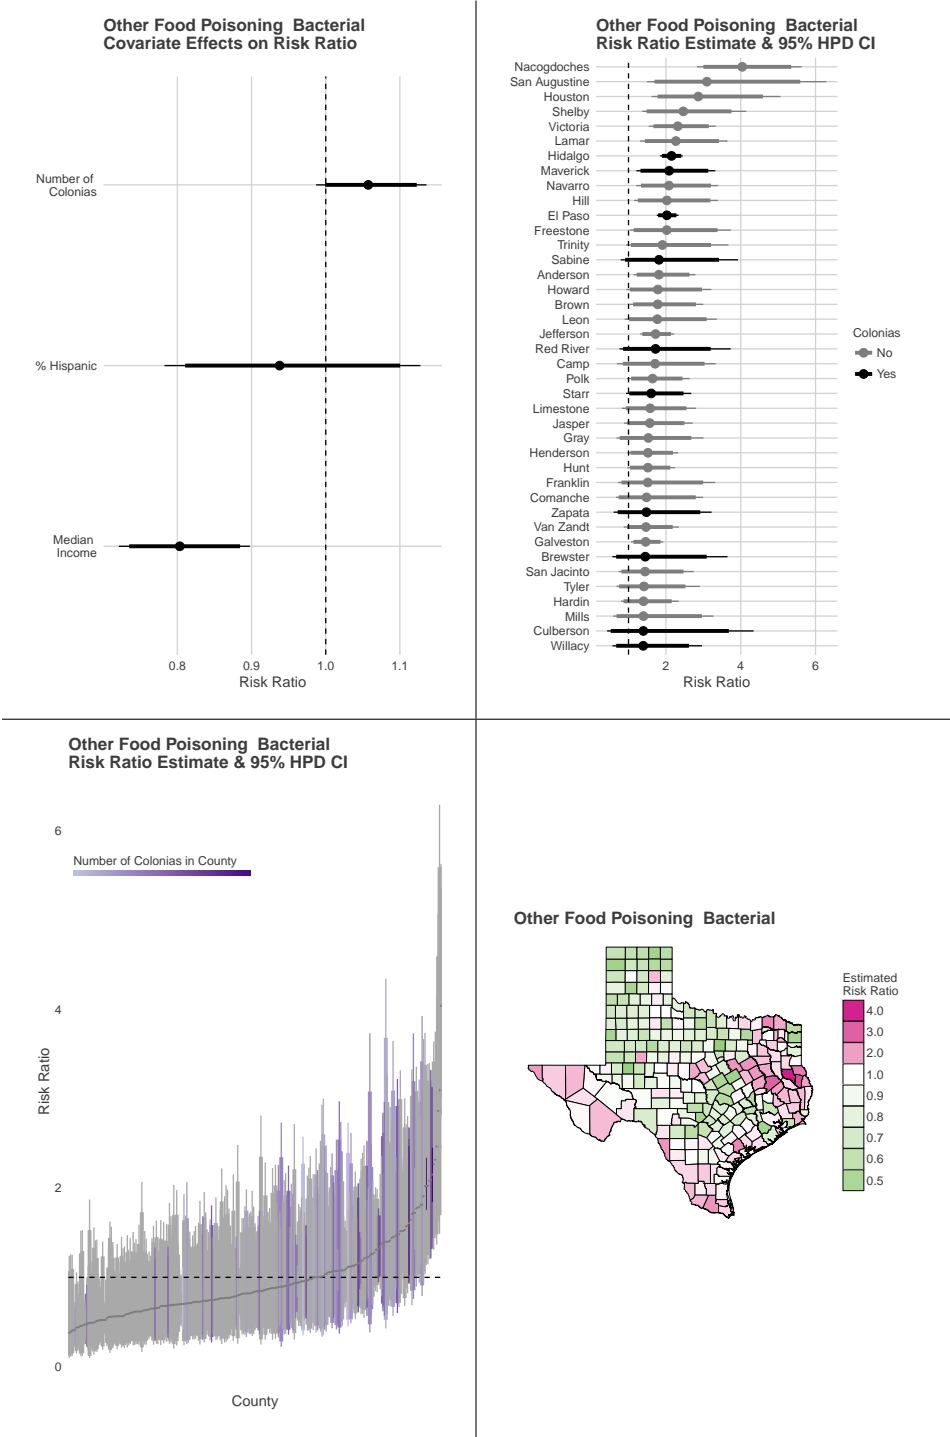 Other Food Poisoning  Bacterial
Covariate Effects on Risk Ratio
Number of
Colonias
% Hispanic
Median
Income
0.8
0.9
1.0
1.1
Risk Ratio
Other Food Poisoning  Bacterial
Risk Ratio Estimate & 95% HPD CI
Nacogdoches
San Augustine
Houston
Shelby
Victoria
Lamar
Hidalgo
Maverick
Navarro
Hill
El Paso
Freestone
Trinity
Sabine
Anderson
Howard
Brown
Leon
Jefferson
Red River
Camp
Polk
Starr
Limestone
Jasper
Gray
Henderson
Hunt
Franklin
Comanche
Zapata
Van Zandt
Galveston
Brewster
San Jacinto
Tyler
Hardin
Mills
Culberson
Willacy
2
4
6
Risk Ratio
Colonias
No
Yes
Other Food Poisoning  Bacterial
Risk Ratio Estimate & 95% HPD CI
6
4
2
0
Risk Ratio
Number of Colonias in County
County
Other Food Poisoning  Bacterial
Estimated
Risk Ratio
4.0
3.0
2.0
1.0
0.9
0.8
0.7
0.6
0.5